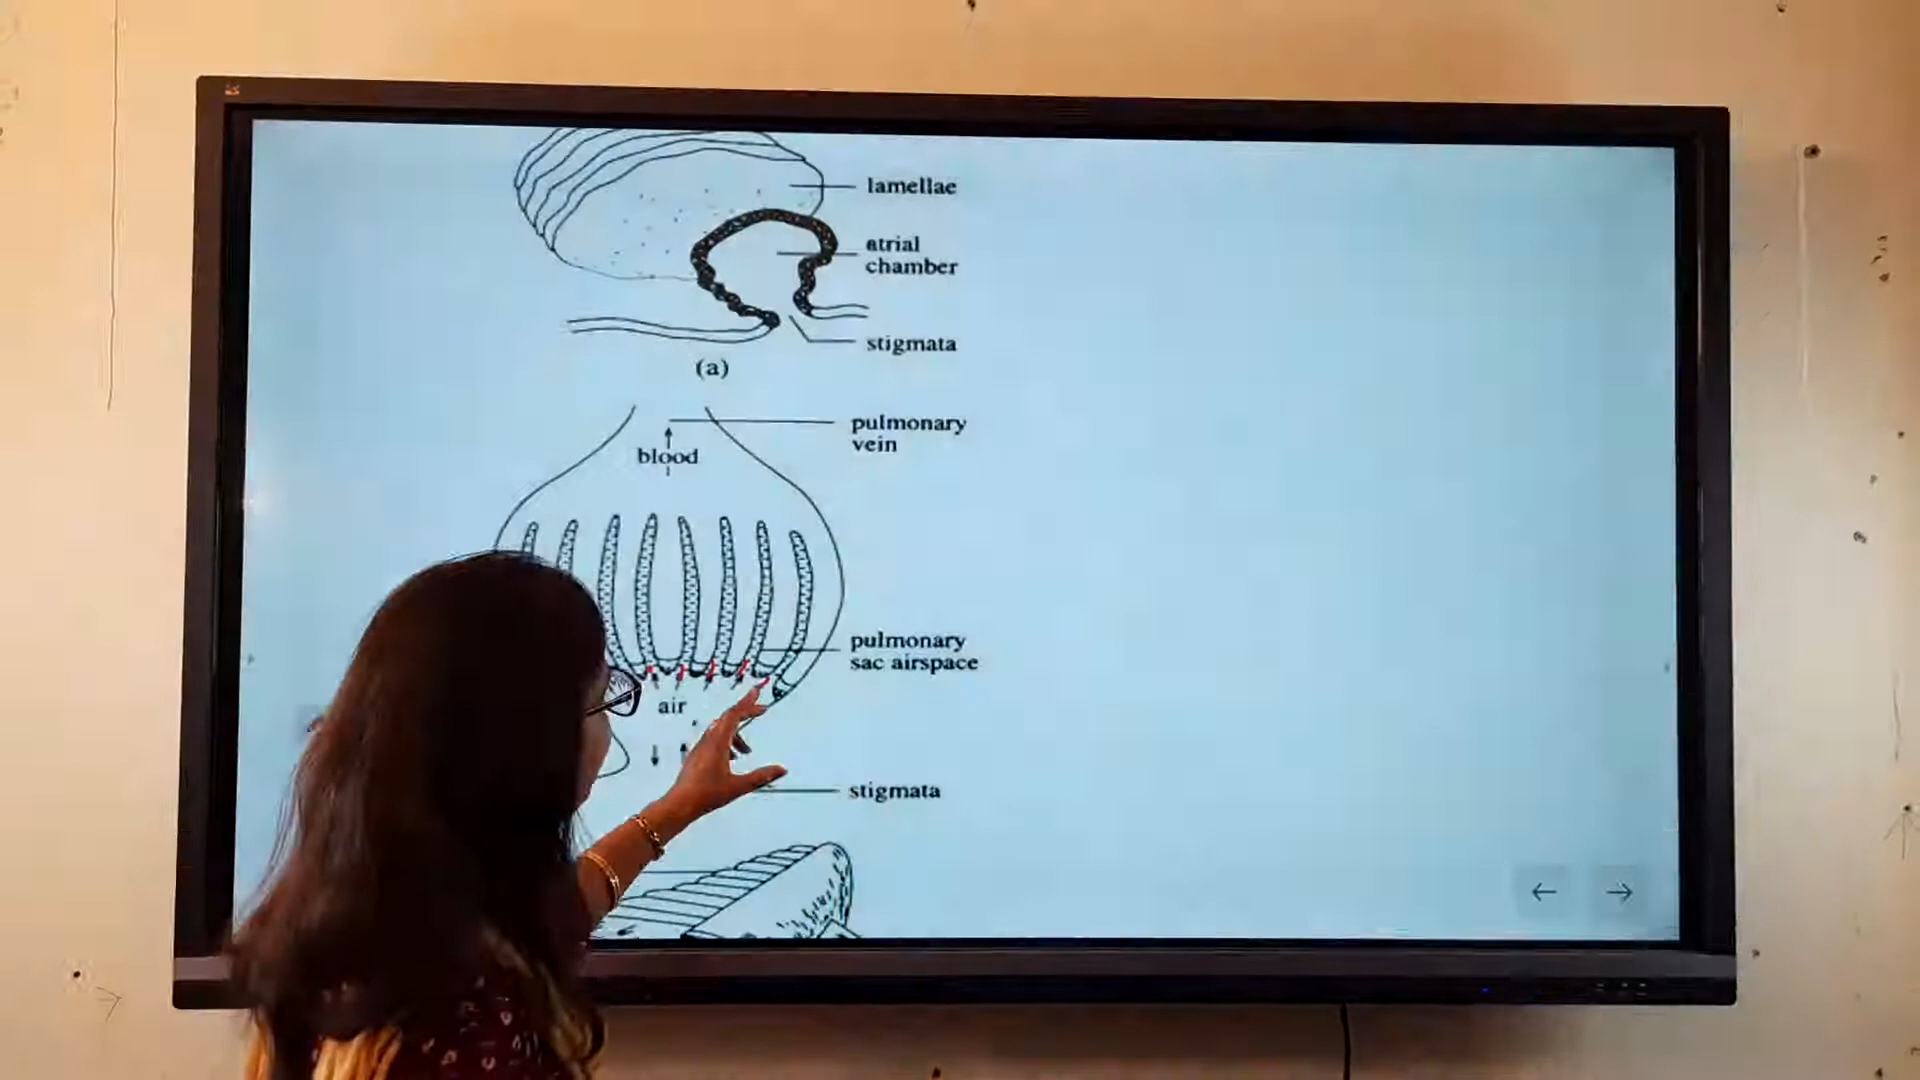 lamellae
atrial
chamber
stigmata
(a)
pulmonary
vein
blood
pulmonary
sac airspace
air
stigmata